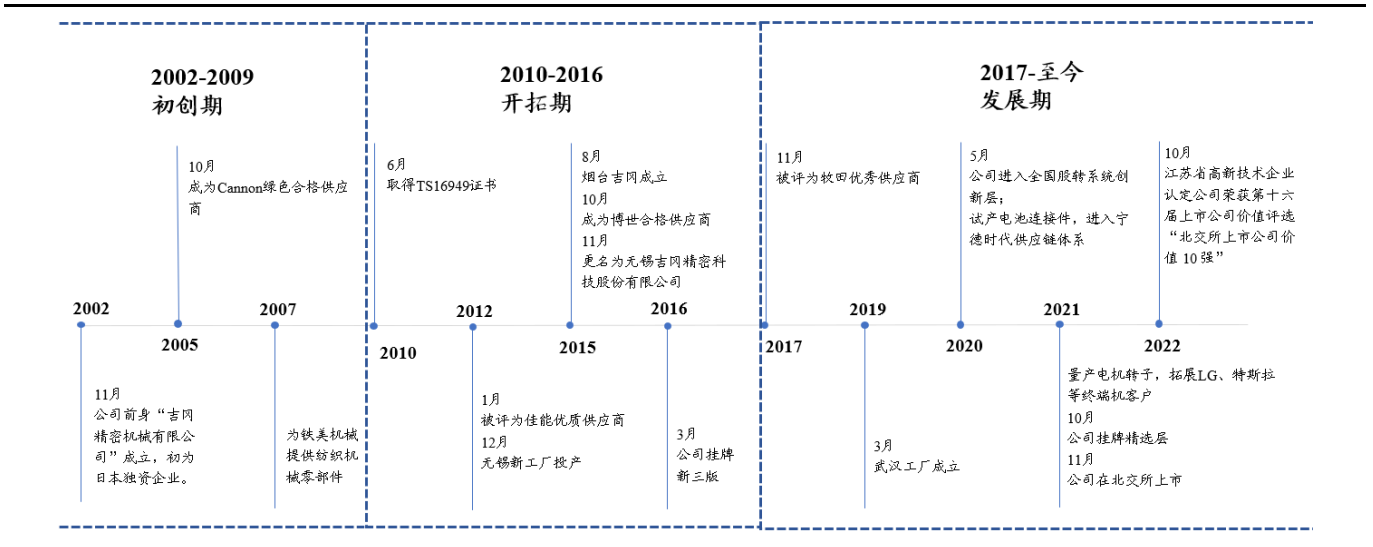 2002-2009
初创期
10月
成为Cannon绿色合格供应
商
2002
2005
2007
11月
公司前身“吉冈
精密机械有限公
司”成立，初为
日本独资企业。
为铁美机械
提供纺织机
械零部件
2010-2016
开拓期
6月
取得TS16949证书
8月
烟台吉冈成立
10月
成为博世合格供应商
11月
更名为无锡吉冈精密科
技股份有限公司
2010
2012
2015
2016
1月
被评为佳能优质供应商
12月
无锡新工厂投产
3月
公司挂牌
新三版
2017-至今
发展期
11月
被评为牧田优秀供应商
5月
公司进入全国股转系统创
新层；
试产电池连接件，进入宁
德时代供应链体系
10月
江苏省高新技术企业
认定公司荣获第十六
届上市公司价值评选
“北交所上市公司价
值 10强”
2017
2019
2020
2021
2022
3月
武汉工厂成立
量产电机转子，拓展LG、特斯拉
等终端机客户
10月
公司挂牌精选层
11月
公司在北交所上市